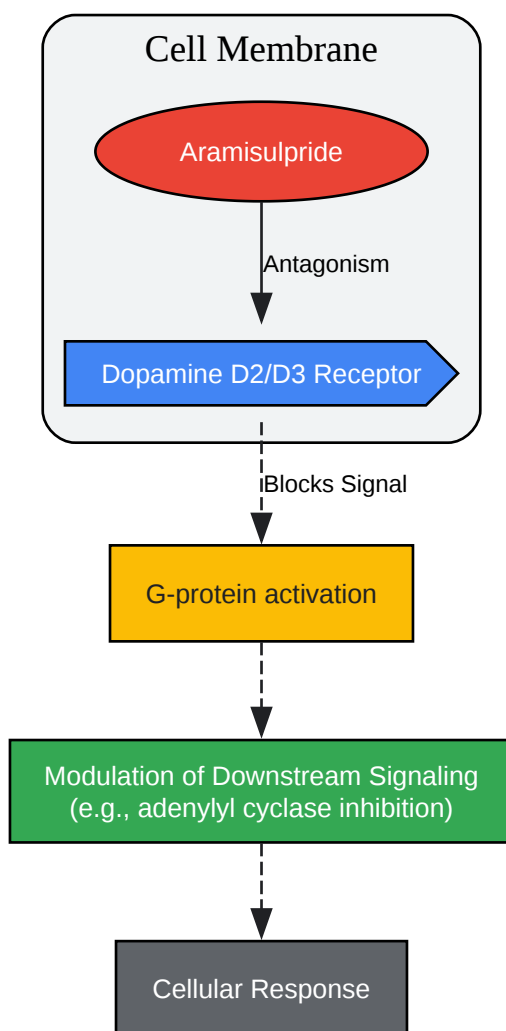 Cell Membrane
Aramisulpride
Antagonism
Dopamine D2/D3 Receptor
Blocks Signal
G-protein activation
Modulation of Downstream Signaling
(e.g., adenylyl cyclase inhibition)
Cellular Response